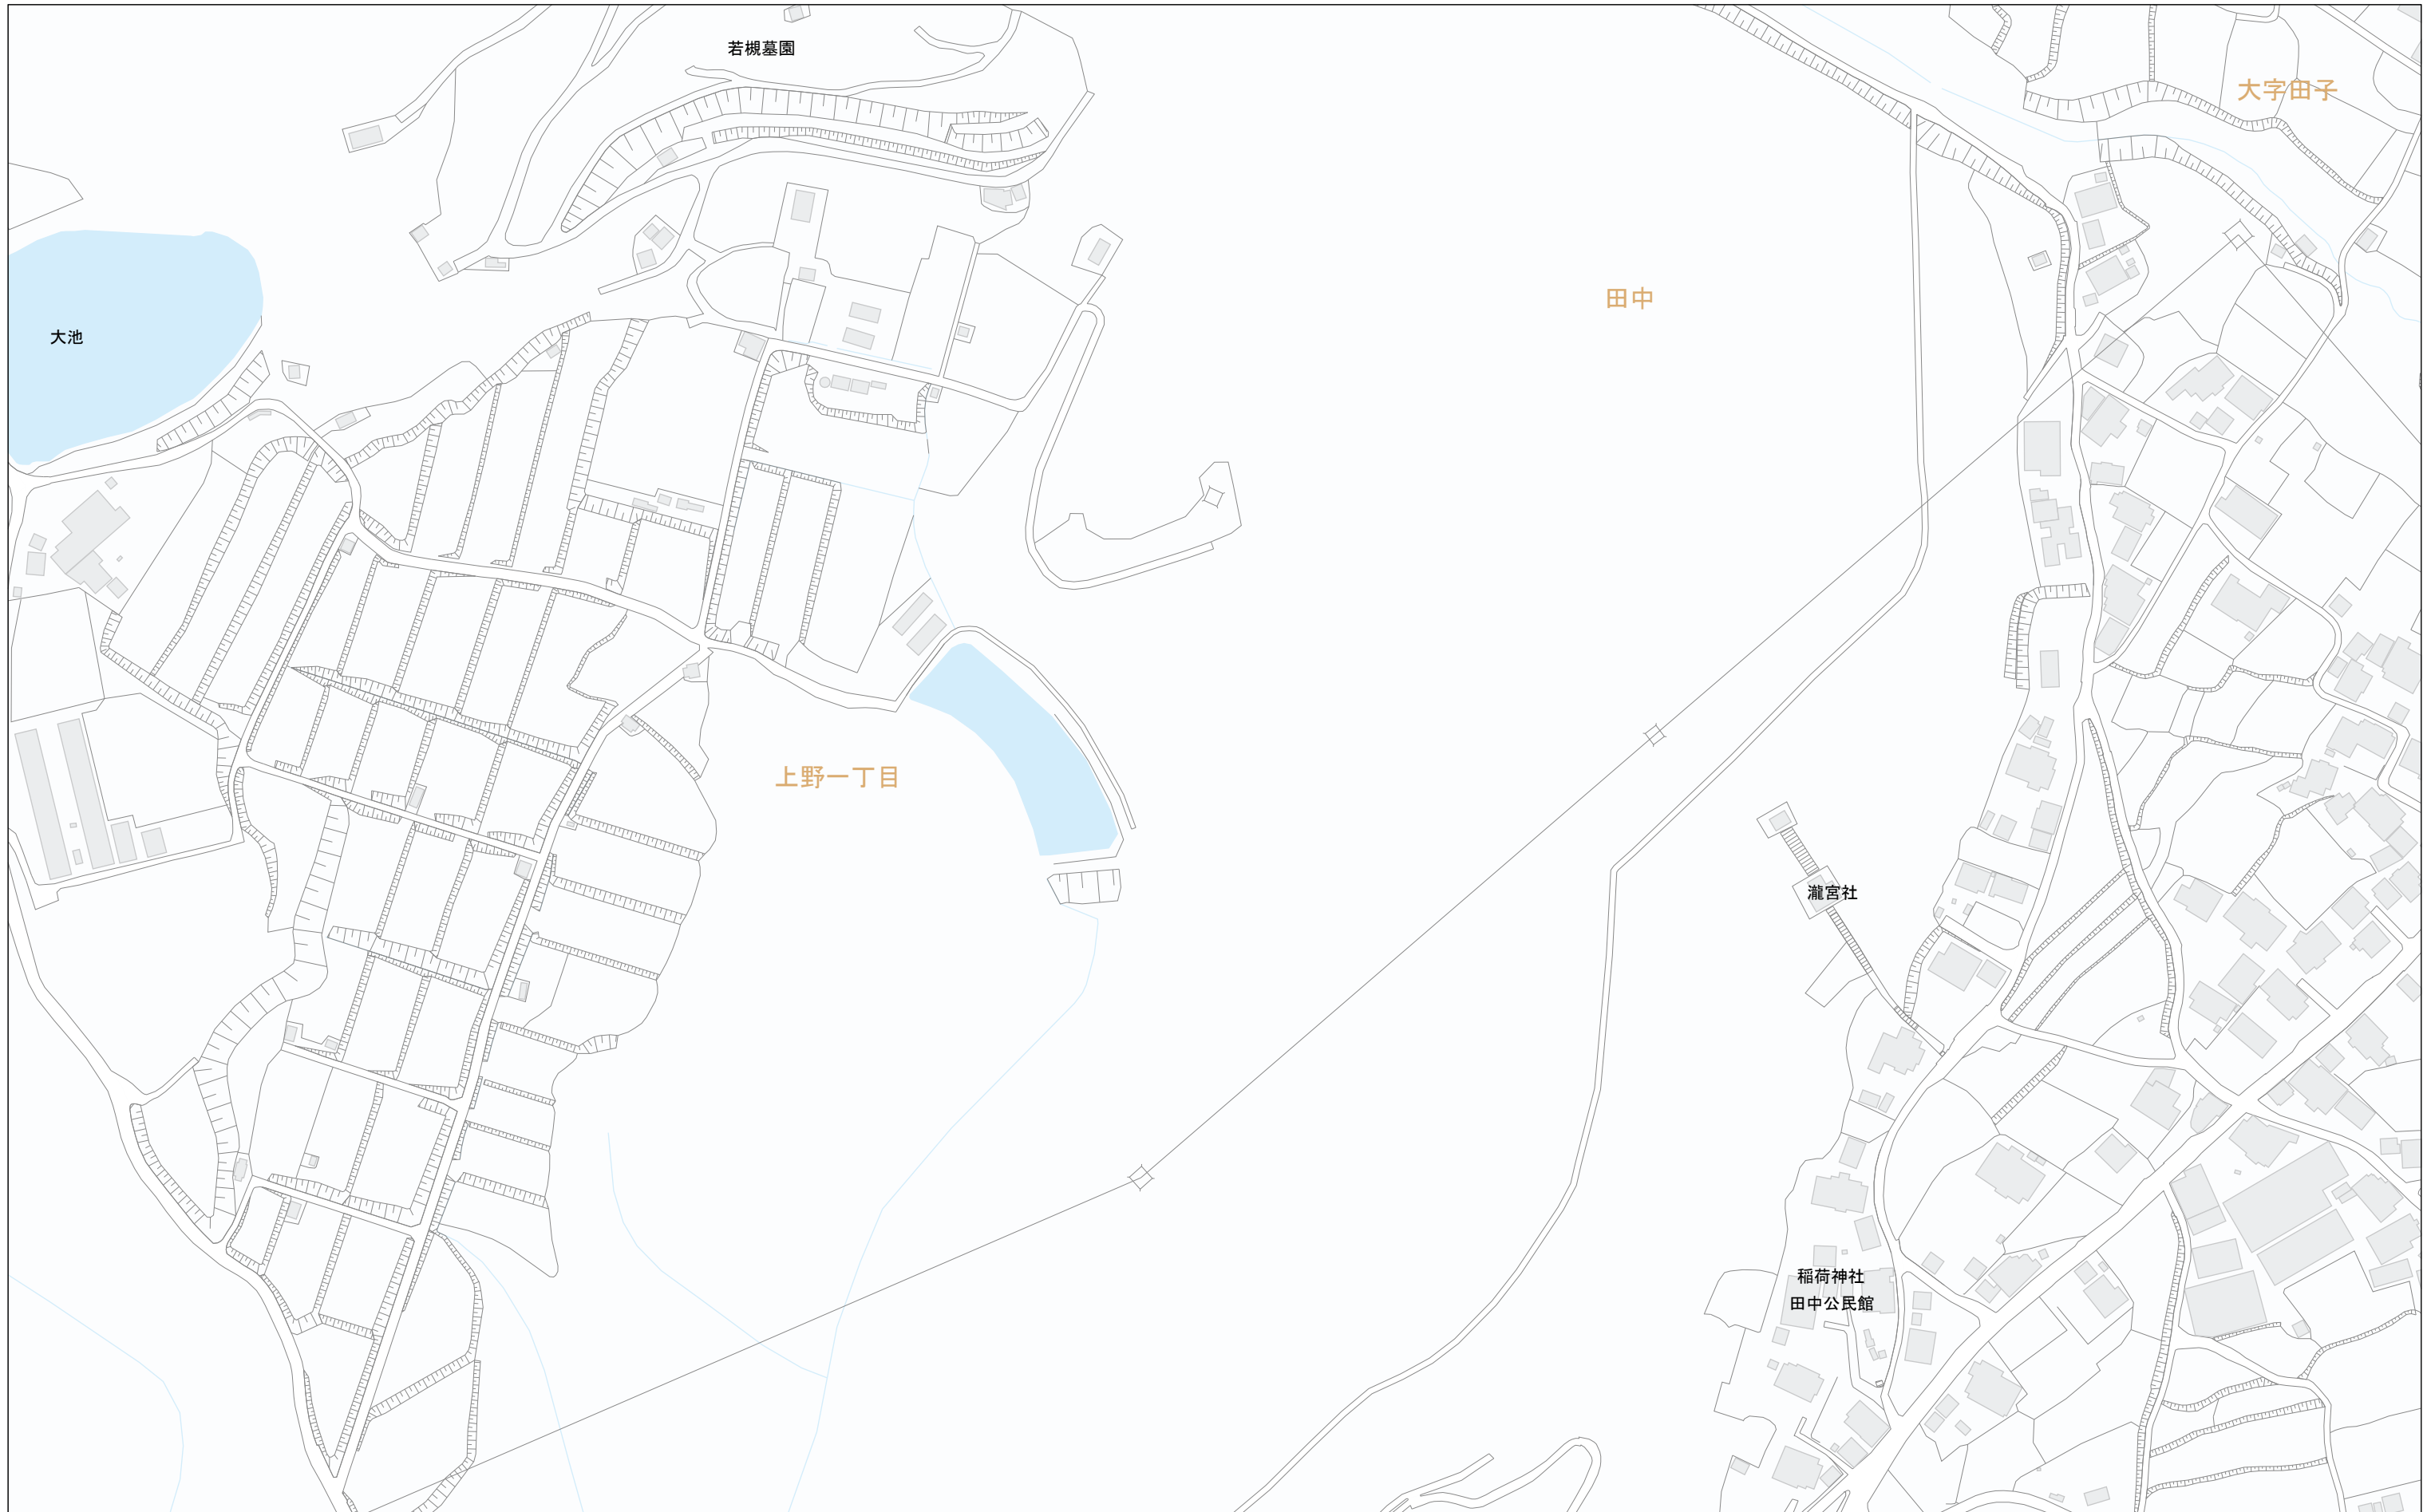 若槻墓園
大字田子
田中
大池
上野一丁目
瀧宮社
稲荷神社
田中公民館